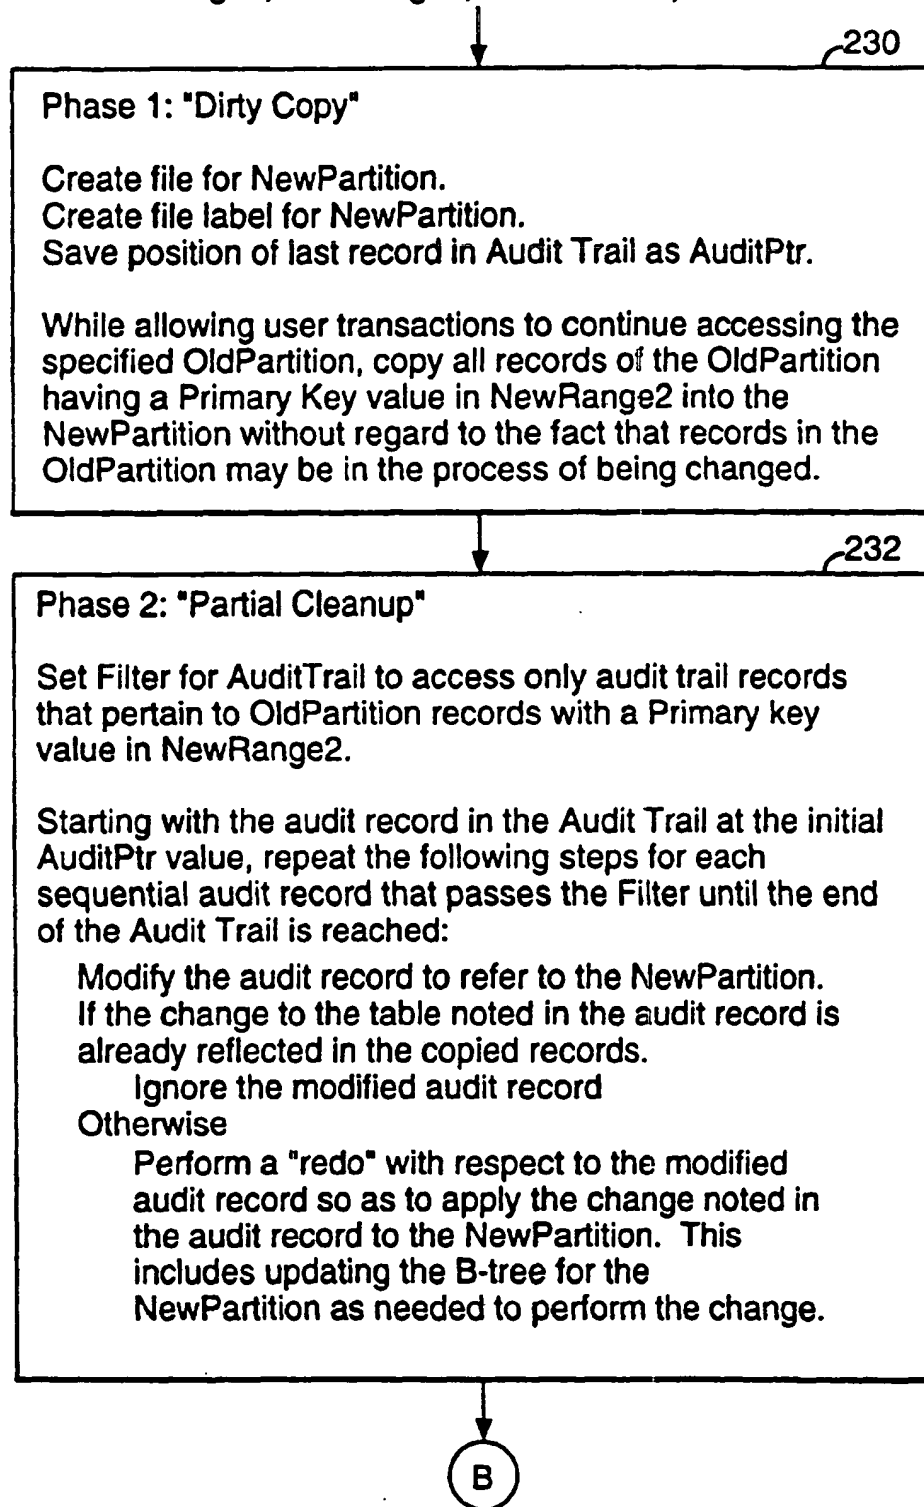 230
Phase 1: "Dirty Copy"
Create file for NewPartition.
Create file label for NewPartition.
Save position of last record in Audit Trail as AuditPtr.
While allowing user transactions to continue accessing the
specified OldPartition, copy all records of the OldPartition
having a Primary Key value in NewRange2 into the
NewPartition without regard to the fact that records in the
OldPartition may be in the process of being changed.
232
Phase 2: "Partial Cleanup"
Set Filter for AuditTrail to access only audit trail records
that pertain to OldPartition records with a Primary key
value in NewRange2.
Starting with the audit record in the Audit Trail at the initial
AuditPtr value, repeat the following steps for each
sequential audit record that passes the Filter until the end
of the Audit Trail is reached:
Modify the audit record to refer to the NewPartition.
If the change to the table noted in the audit record is
already reflected in the copied records.
Ignore the modified audit record
Otherwise
Perform a "redo" with respect to the modified
audit record so as to apply the change noted in
the audit record to the NewPartition. This
includes updating the B-tree for the
NewPartition as needed to perform the change.
B